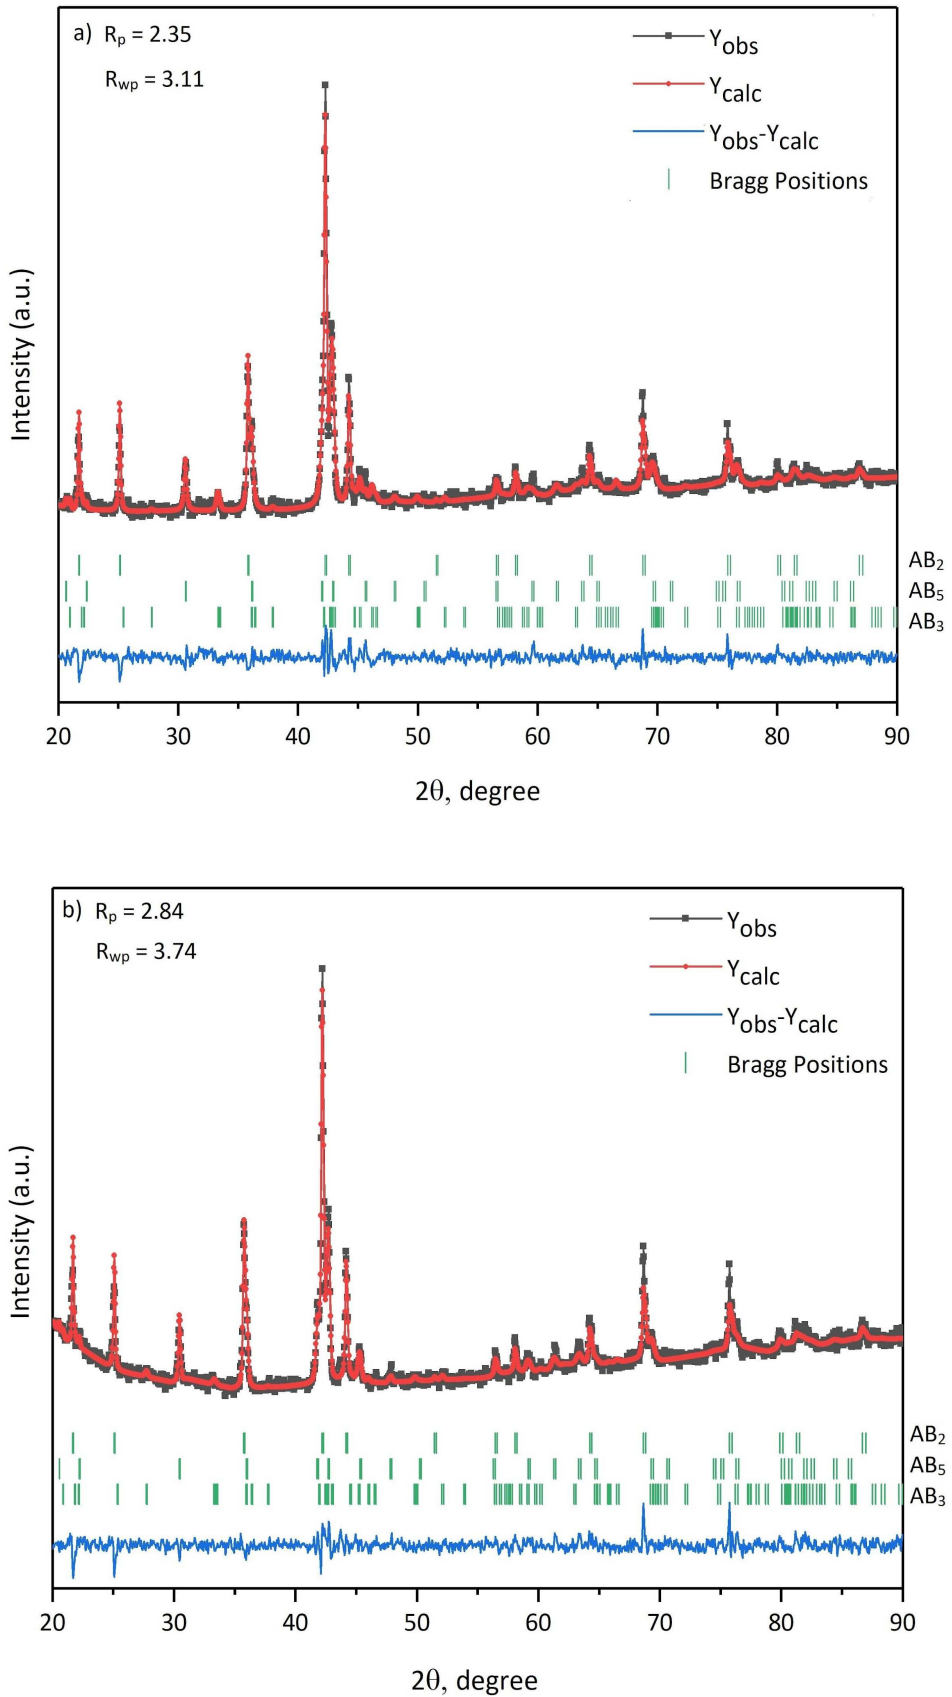 a) Rp = 2.35
Rwp = 3.11
Yobs
Ycalc
Yobs-Ycalc
Bragg Positions
Intensity (a.u.)
AB2
AB5
AB3
20 30 40 50 60 70 80 90
2θ, degree
b) Rp = 2.84
Rwp = 3.74
Yobs
Ycalc
Yobs-Ycalc
Bragg Positions
Intensity (a.u.)
AB2
AB5
AB3
20 30 40 50 60 70 80 90
2θ, degree